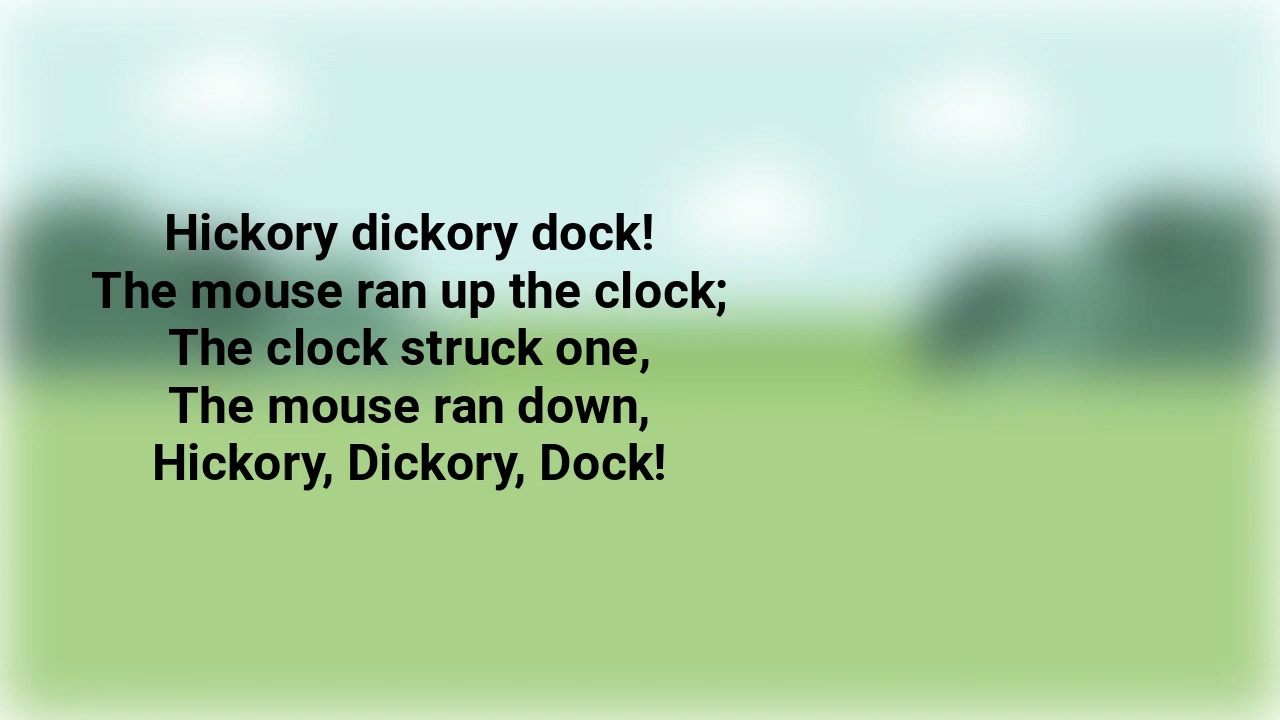 Hickory dickory dock!
The mouse ran up the clock;
The clock struck one,
The mouse ran down,
Hickory, Dickory, Dock!